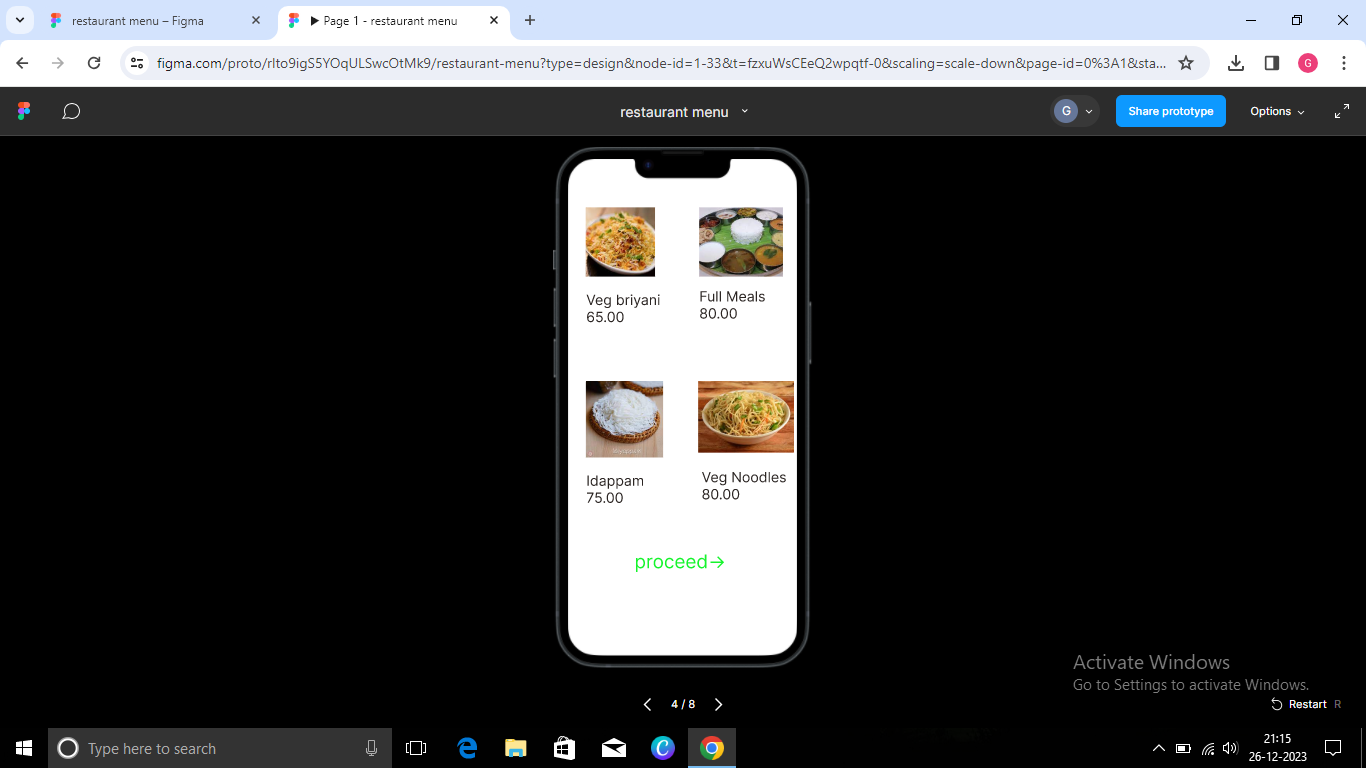 restaurant menu – Figma
Page 1 - restaurant menu
figma.com/proto/rIto9igS5YOqULSwcOtMk9/restaurant-menu?type=design&node-id=1-33&t=fzxuWsCEeQ2wpqtf-0&scaling=scale-down&page-id=0%3A1&sta...
G
restaurant menu
G
Share prototype
Options
Veg briyani
65.00
Full Meals
80.00
Idappam
75.00
Veg Noodles
80.00
proceed→
Activate Windows
Go to Settings to activate Windows.
4 / 8
Restart R
Type here to search
21:15
26-12-2023